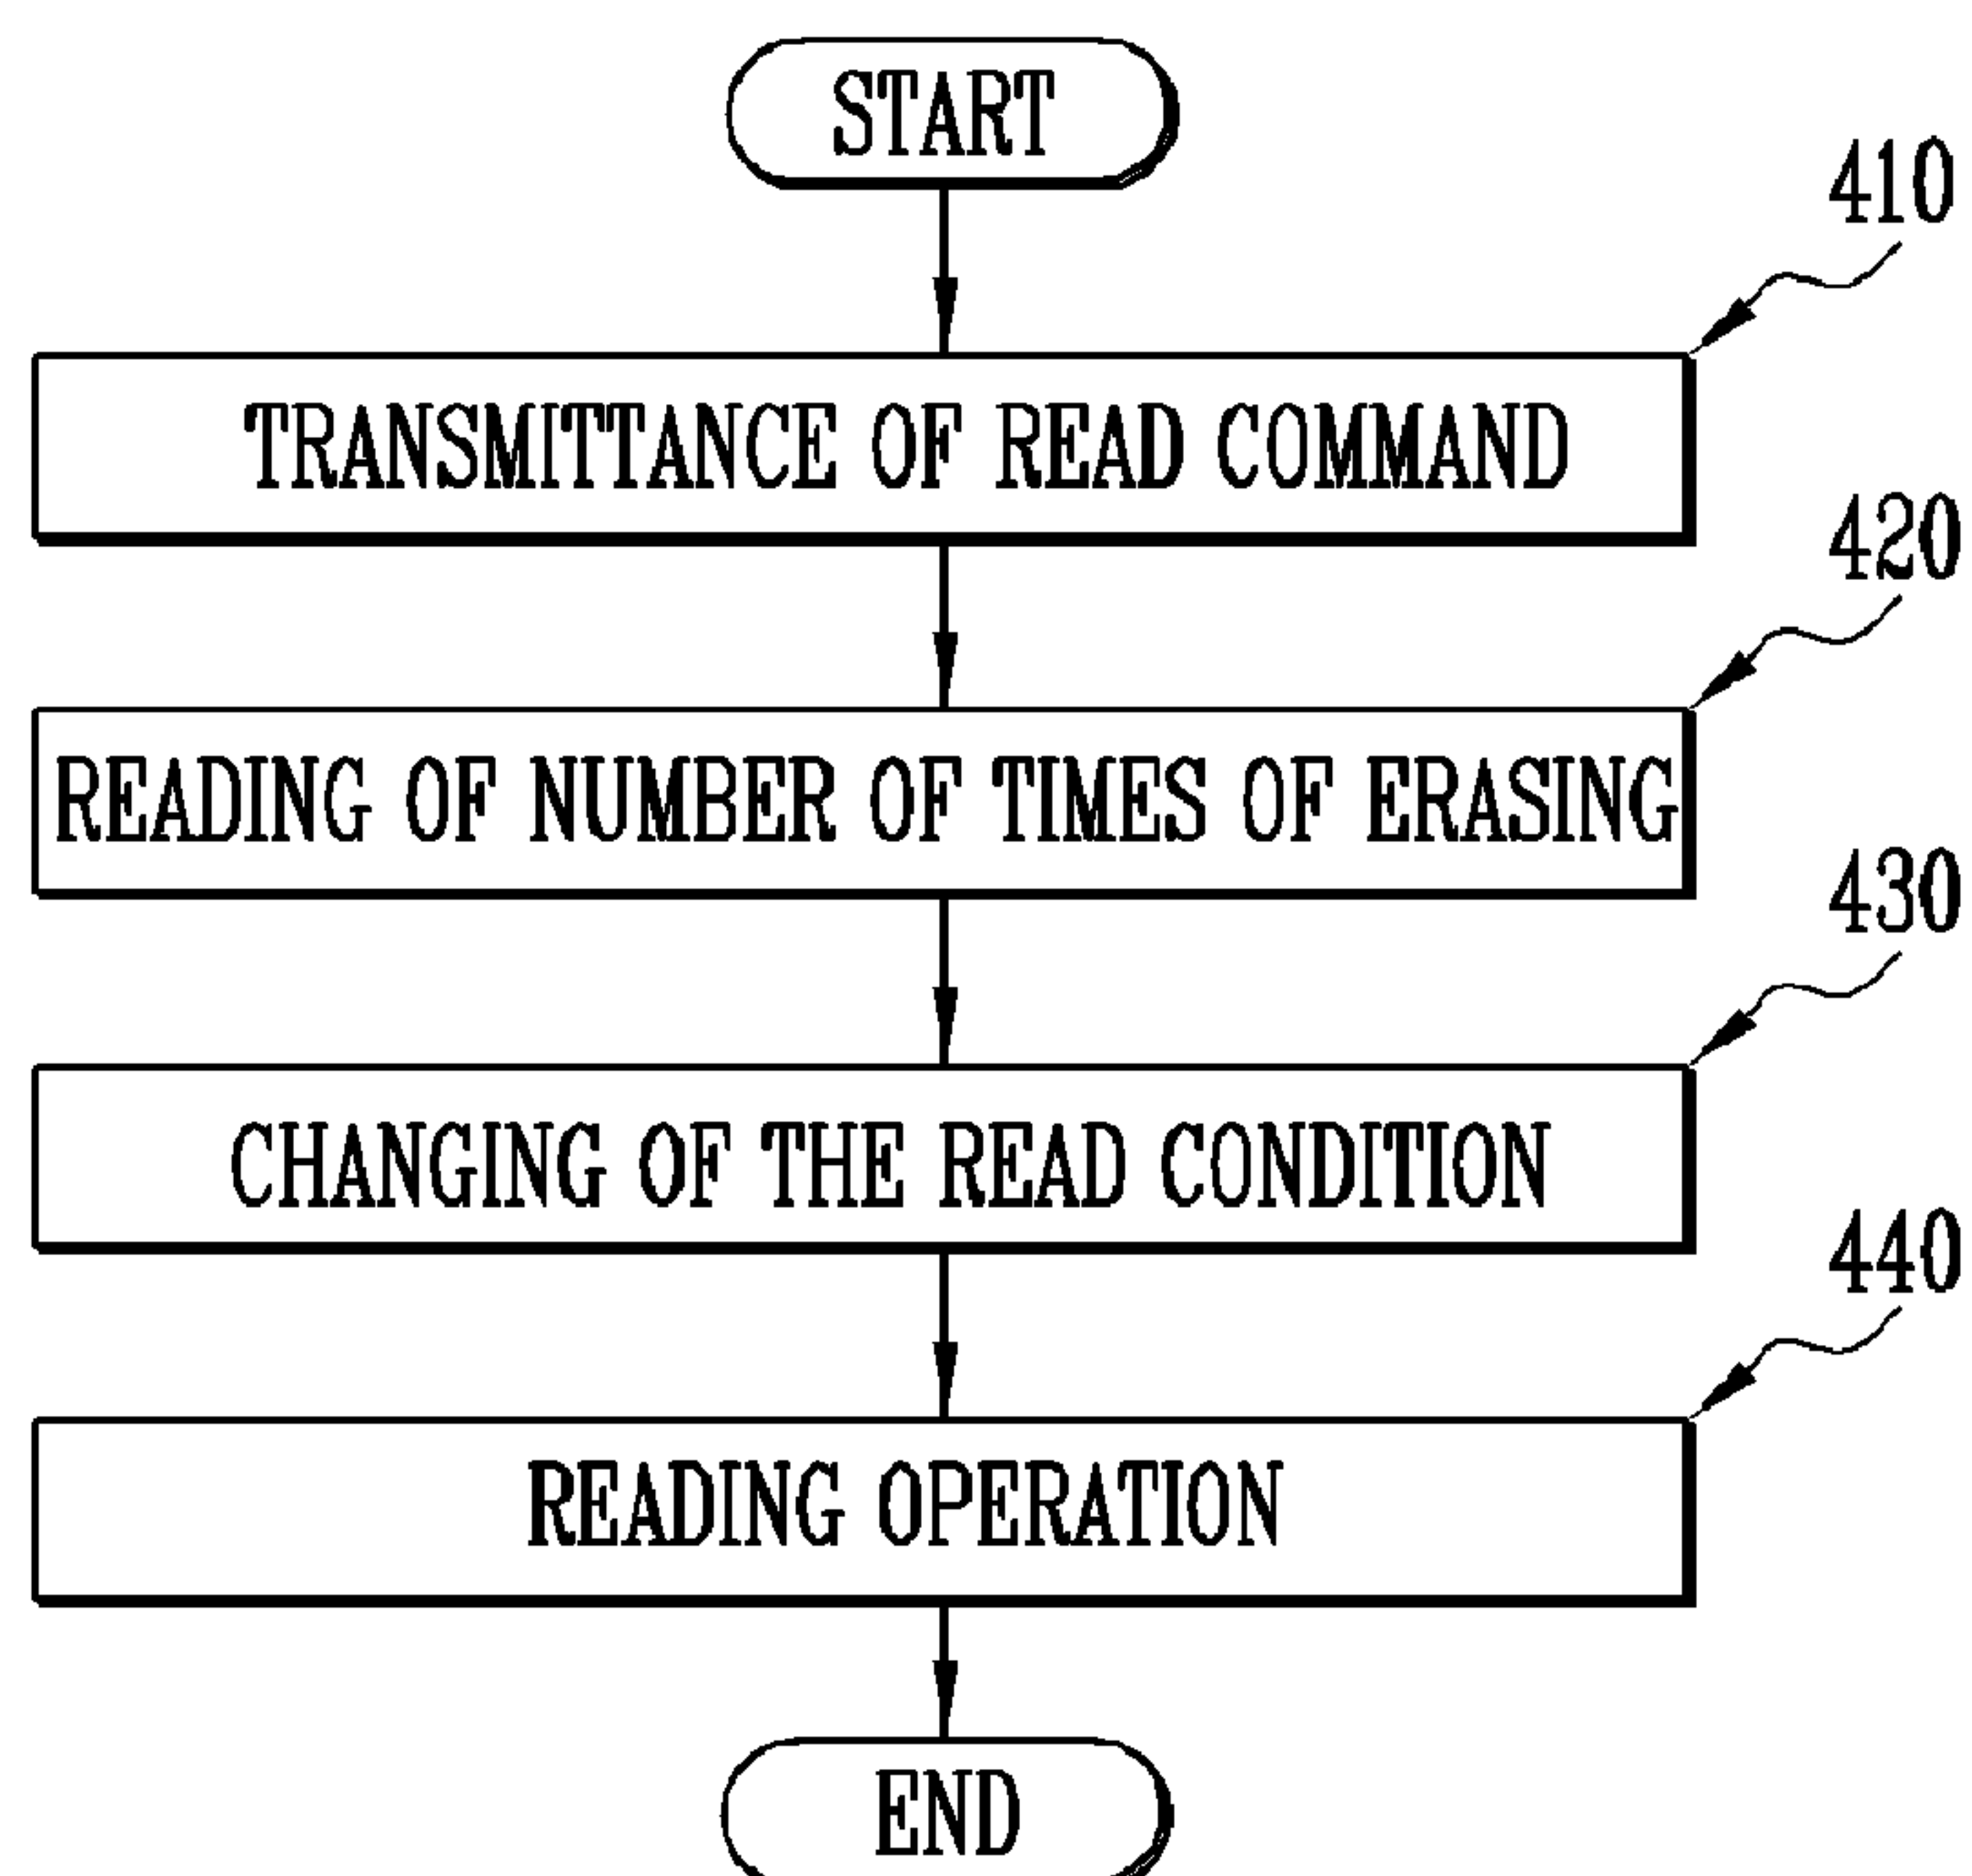 START
410
TRANSMITTANCE OF READ COMMAND
420
READING OF NUMBER OF TIMES OF ERASING
430
CHANGING OF THE READ CONDITION
440
READING OPERATION
END